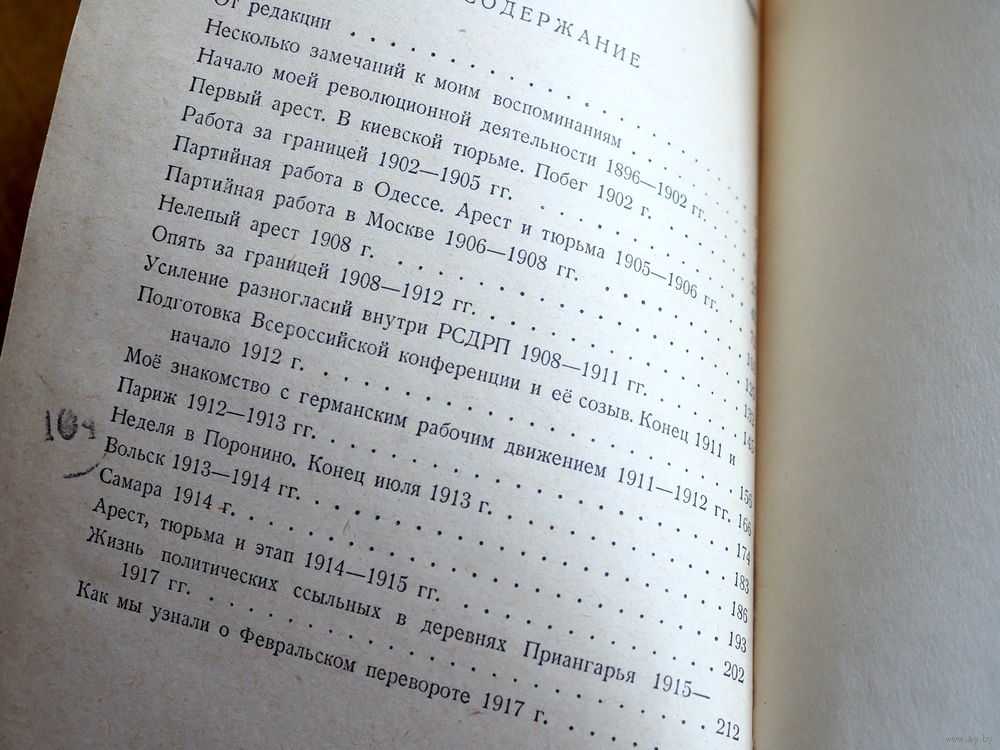 СОДЕРЖАНИЕ
От редакции . . . . . . . . . . . . .
Несколько замечаний к моим воспоминаниям . . . . .
Начало моей революционной деятельности 1896—1902 гг. . .
Первый арест. В киевской тюрьме. Побег 1902 г. . . . .
Работа за границей 1902—1905 гг. . . . . . . . .
Партийная работа в Одессе. Арест и тюрьма 1905—1906 гг. .
Партийная работа в Москве 1906—1908 гг. . . . . . .
Нелепый арест 1908 г. . . . . . . . . . . . . .
Опять за границей 1908—1912 гг. . . . . . . . . .
Усиление разногласий внутри РСДРП 1908—1911 гг. . . . .
Подготовка Всероссийской конференции и её созыв. Конец 1911 и
начало 1912 г. . . . . . . . . . . . . . . 156
Моё знакомство с германским рабочим движением 1911—1912 гг. 166
Париж 1912—1913 гг. . . . . . . . . . . . . . 174
Неделя в Поронино. Конец июля 1913 г. . . . . . . . 183
Вольск 1913—1914 гг. . . . . . . . . . . . . . 186
Самара 1914 г. . . . . . . . . . . . . . . . 193
Арест, тюрьма и этап 1914—1915 гг. . . . . . . . . 202
Жизнь политических ссыльных в деревнях Приангарья 1915—
1917 гг. . . . . . . . . . . . . . . . . 212
Как мы узнали о Февральском перевороте 1917 г. . . . .
www.ay.by